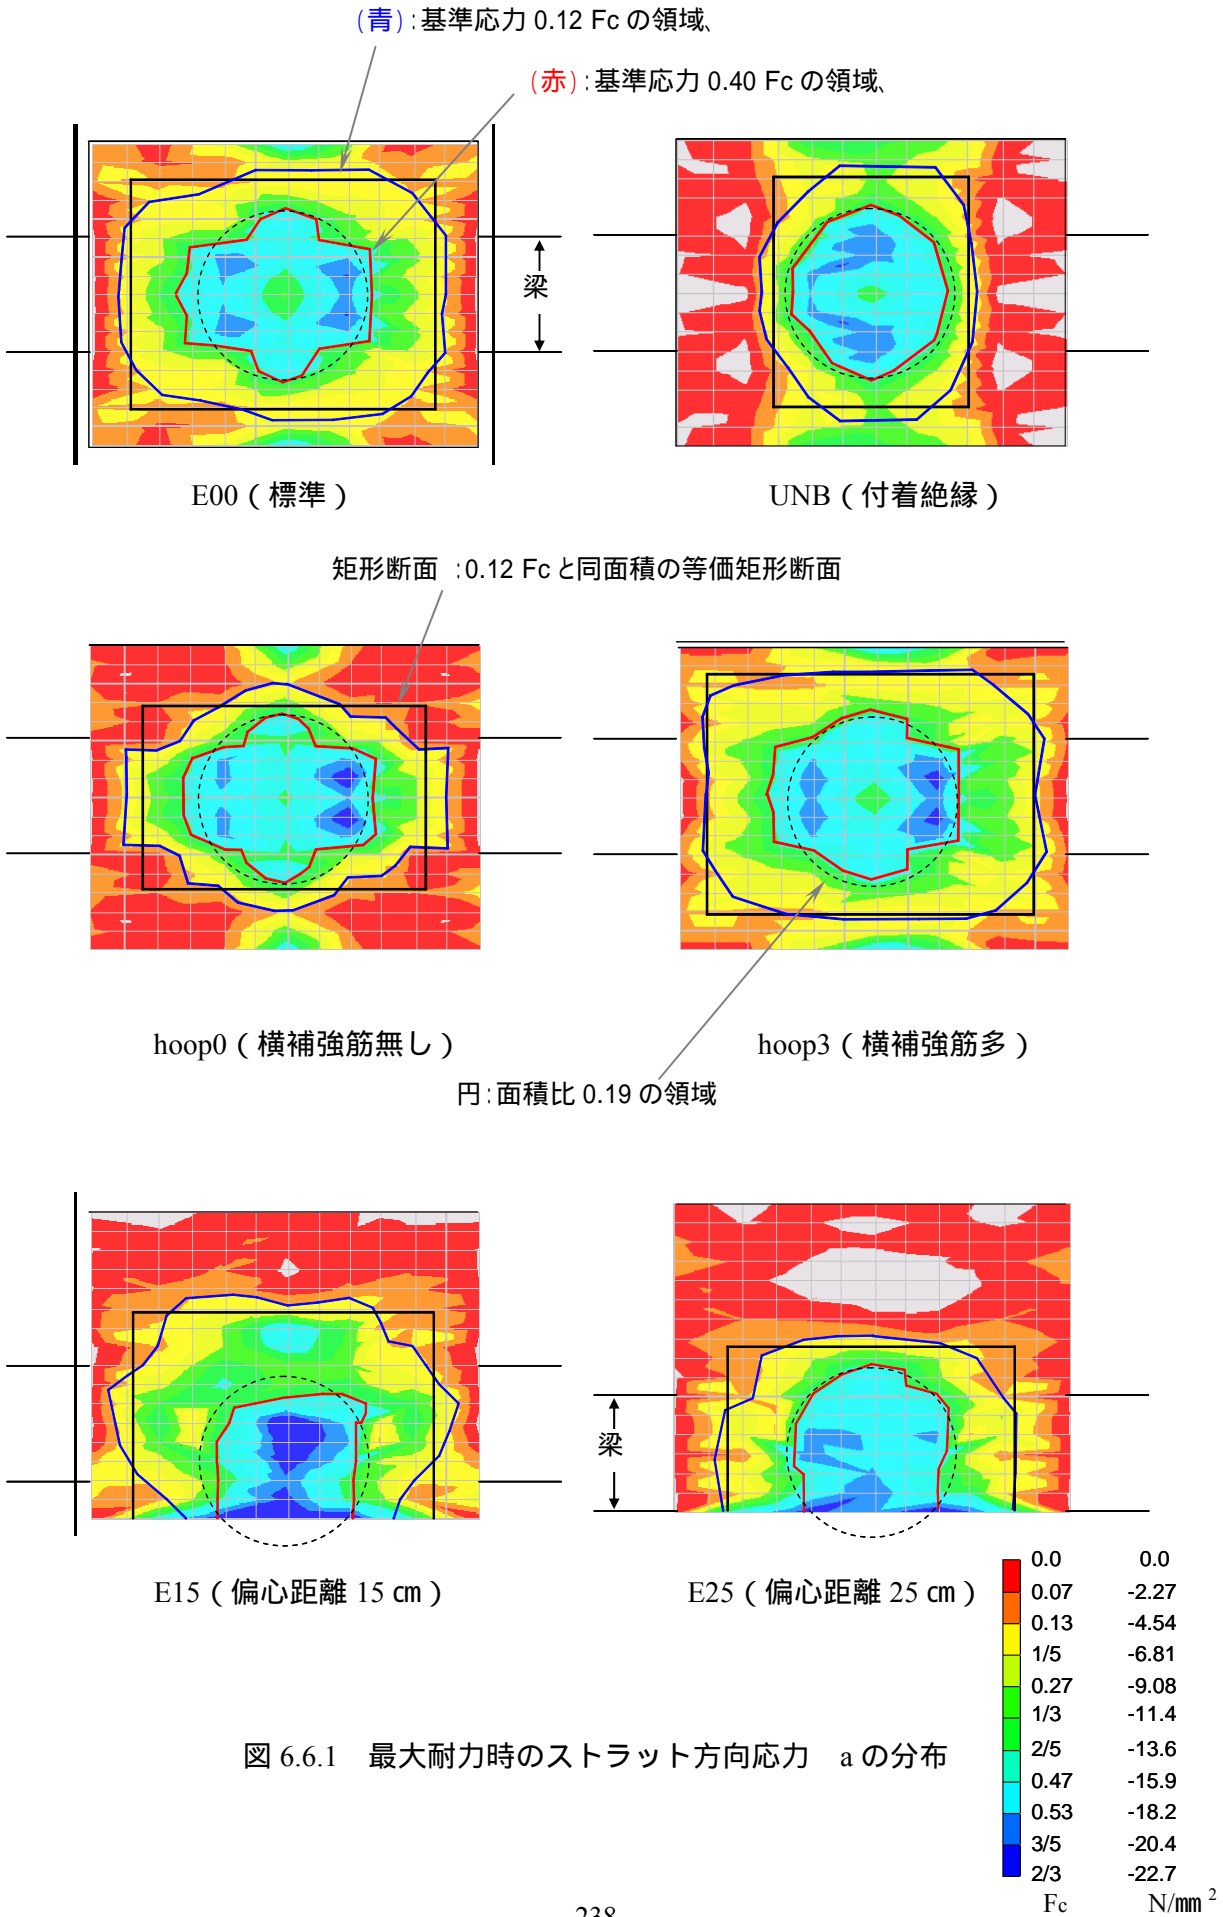 (青):基準応力 0.12 Fc の領域、
(赤):基準応力 0.40 Fc の領域、
梁
E00（標準）
UNB（付着絶縁）
矩形断面 :0.12 Fc と同面積の等価矩形断面
hoop0（横補強筋無し）
hoop3（横補強筋多）
円:面積比 0.19 の領域
梁
E15（偏心距離 15 ㎝）
E25（偏心距離 25 ㎝）
0.0 0.0
0.07 -2.27
0.13 -4.54
1/5 -6.81
0.27 -9.08
1/3 -11.4
2/5 -13.6
0.47 -15.9
0.53 -18.2
3/5 -20.4
2/3 -22.7
Fc N/㎜ 2
図 6.6.1 最大耐力時のストラット方向応力 a の分布
238